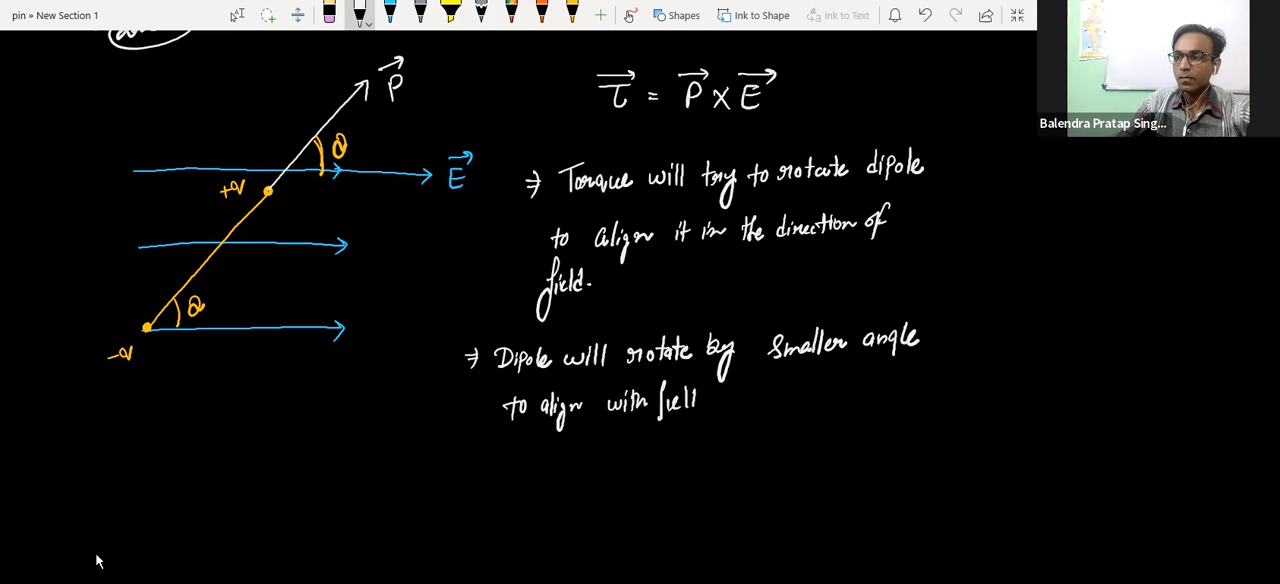 pin » New Section 1
Shapes
Ink to Shape
Ink to Text
Balendra Pratap Sing...
P
θ
E
+q
θ
-q
τ = P × E
⇒ Torque will try to rotate dipole
to align it in the direction of
field.
⇒ Dipole will rotate by smaller angle
to align with